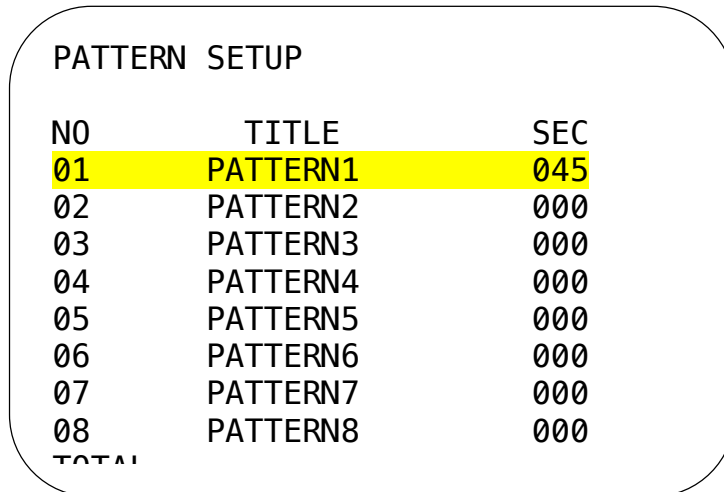 PATTERN SETUP
NO TITLE SEC
01 PATTERN1 045
02 PATTERN2 000
03 PATTERN3 000
04 PATTERN4 000
05 PATTERN5 000
06 PATTERN6 000
07 PATTERN7 000
08 PATTERN8 000
TOTAL